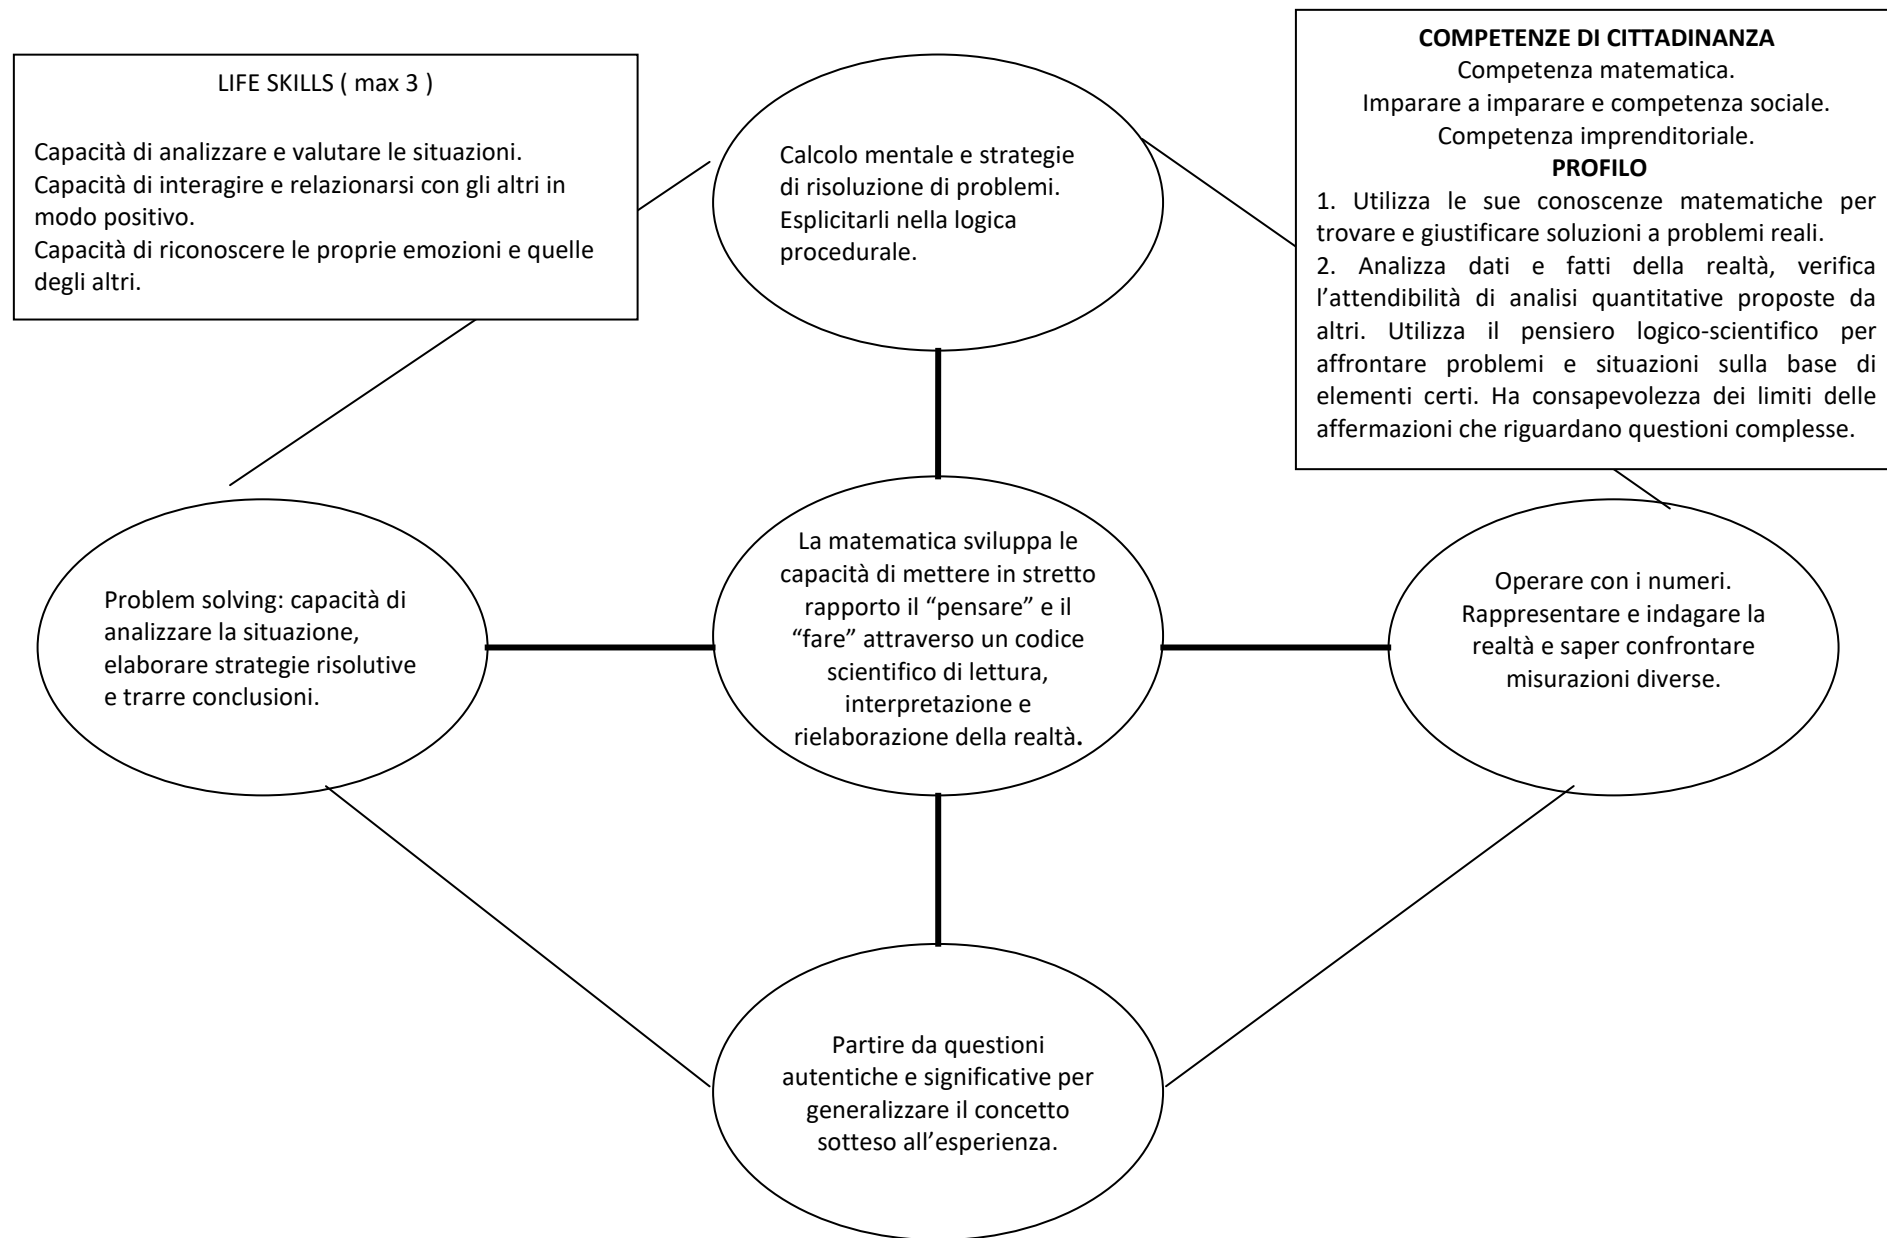 LIFE SKILLS ( max 3 )
Capacità di analizzare e valutare le situazioni.
Capacità di interagire e relazionarsi con gli altri in
modo positivo.
Capacità di riconoscere le proprie emozioni e quelle
degli altri.
Calcolo mentale e strategie
di risoluzione di problemi.
Esplicitarli nella logica
procedurale.
COMPETENZE DI CITTADINANZA
Competenza matematica.
Imparare a imparare e competenza sociale.
Competenza imprenditoriale.
PROFILO
1. Utilizza le sue conoscenze matematiche per
trovare e giustificare soluzioni a problemi reali.
2. Analizza dati e fatti della realtà, verifica
l’attendibilità di analisi quantitative proposte da
altri. Utilizza il pensiero logico-scientifico per
affrontare problemi e situazioni sulla base di
elementi certi. Ha consapevolezza dei limiti delle
affermazioni che riguardano questioni complesse.
Problem solving: capacità di
analizzare la situazione,
elaborare strategie risolutive
e trarre conclusioni.
La matematica sviluppa le
capacità di mettere in stretto
rapporto il “pensare” e il
“fare” attraverso un codice
scientifico di lettura,
interpretazione e
rielaborazione della realtà.
Operare con i numeri.
Rappresentare e indagare la
realtà e saper confrontare
misurazioni diverse.
Partire da questioni
autentiche e significative per
generalizzare il concetto
sotteso all’esperienza.